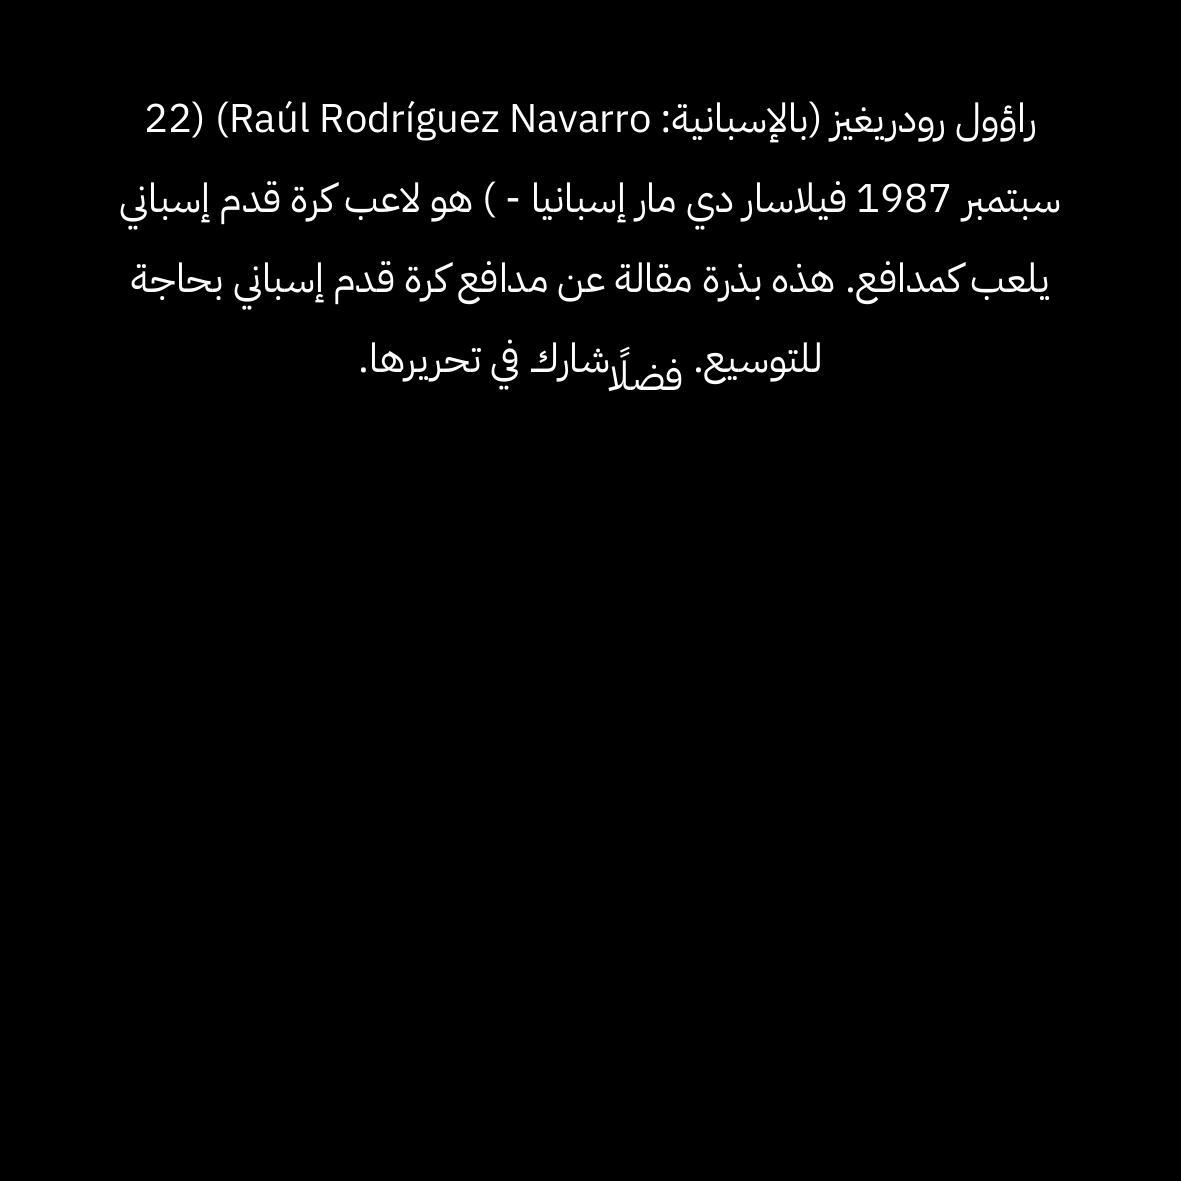 راؤول رودريغيز (بالإسبانية: Raúl Rodríguez Navarro) (22
سبتمبر 1987 فيلاسار دي مار إسبانيا - ) هو لاعب كرة قدم إسباني
يلعب كمدافع. هذه بذرة مقالة عن مدافع كرة قدم إسباني بحاجة
للتوسيع. فضلًا شارك في تحريرها.